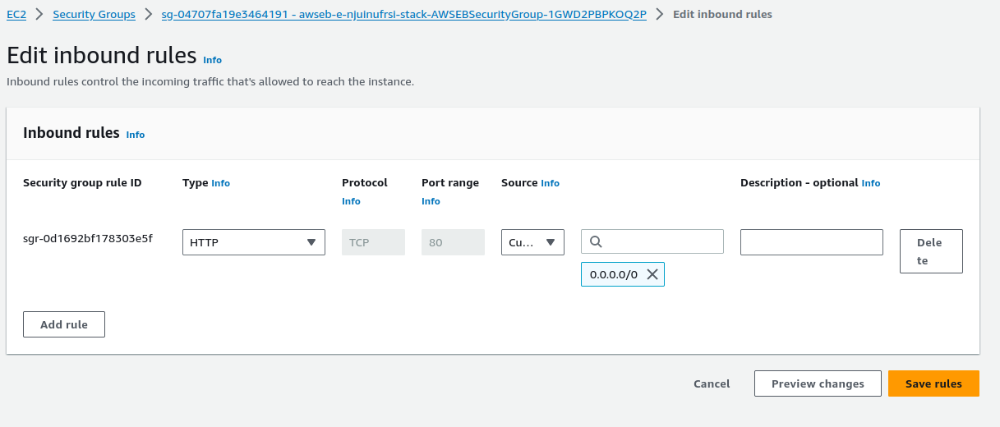 EC2 Security Groups sg-04707fa19e3464191 - awseb-e-njuinufrsi-stack-AWSEBSecurityGroup-1GWD2PBPKOQ2P Edit inbound rules
Edit inbound rules Info
Inbound rules control the incoming traffic that's allowed to reach the instance.
Inbound rules Info
Security group rule ID Type Info Protocol Info Port range Info Source Info Description - optional Info
sgr-0d1692bf178303e5f HTTP TCP 80 Cu... Dele
te
0.0.0.0/0
Add rule
Cancel Preview changes Save rules